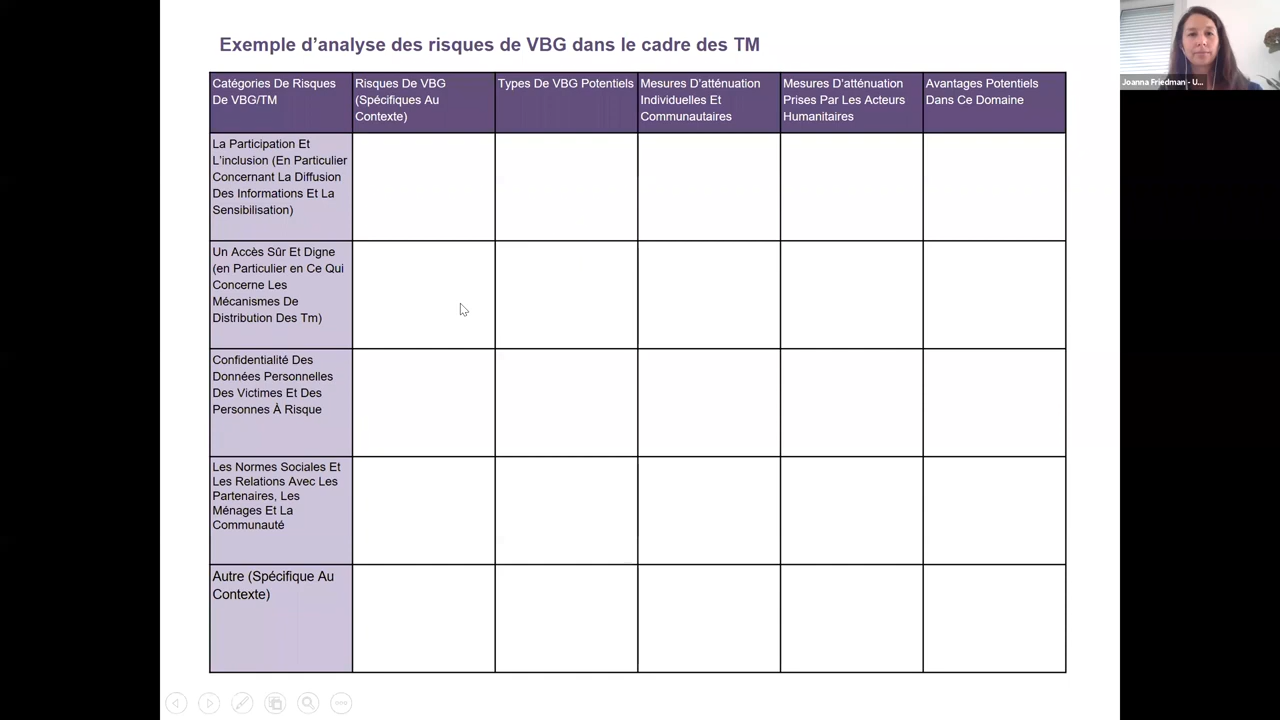 Exemple d’analyse des risques de VBG dans le cadre des TM
Catégories De Risques
De VBG/TM
Risques De VBG
(Spécifiques Au
Contexte)
Types De VBG Potentiels
Mesures D'atténuation
Individuelles Et
Communautaires
Mesures D'atténuation
Prises Par Les Acteurs
Humanitaires
Avantages Potentiels
Dans Ce Domaine
La Participation Et
L’inclusion (En Particulier
Concernant La Diffusion
Des Informations Et La
Sensibilisation)
Un Accès Sûr Et Digne
(en Particulier en Ce Qui
Concerne Les
Mécanismes De
Distribution Des Tm)
Confidentialité Des
Données Personnelles
Des Victimes Et Des
Personnes À Risque
Les Normes Sociales Et
Les Relations Avec Les
Partenaires, Les
Ménages Et La
Communauté
Autre (Spécifique Au
Contexte)
Joanna Friedman - U...